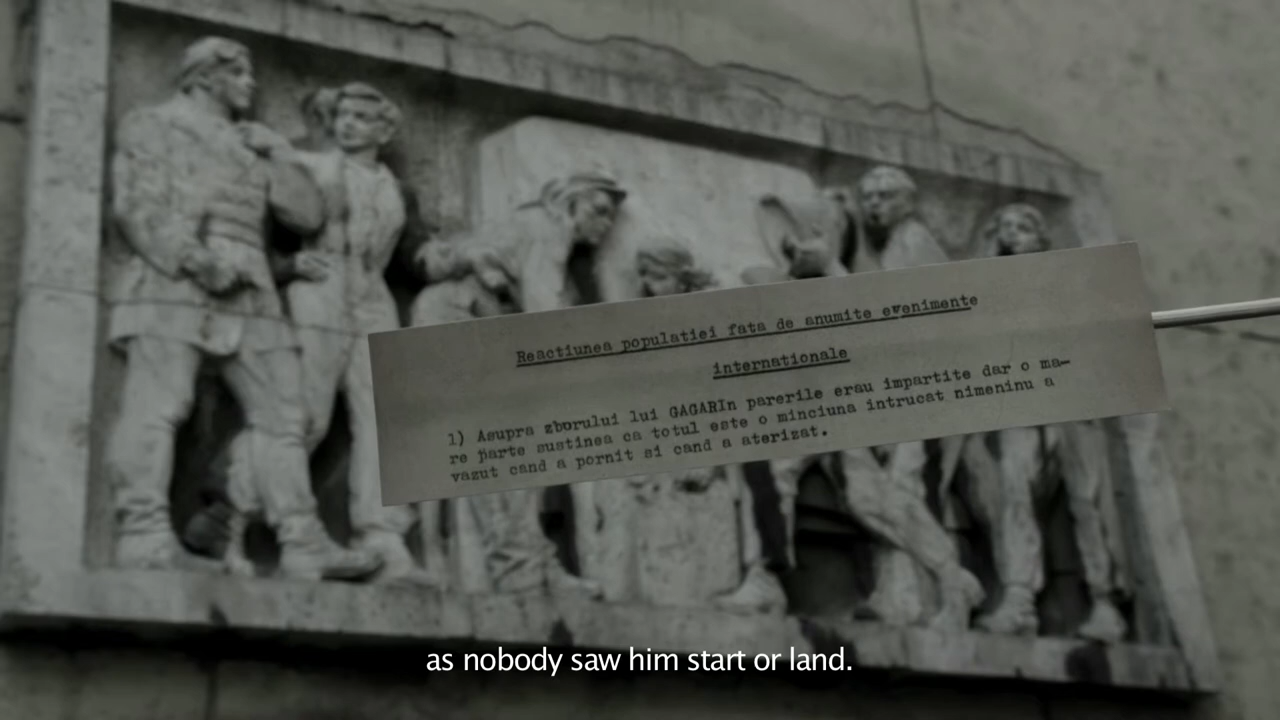 Reactiunea populatiei fata de anumite evenimente
internationale
1) Asupra zborului lui GAGARIn parerile erau impartite dar o ma-
re parte sustinea ca totul este o minciuna intrucat nimeninu a
vazut cand a pornit si cand a aterizat.
as nobody saw him start or land.